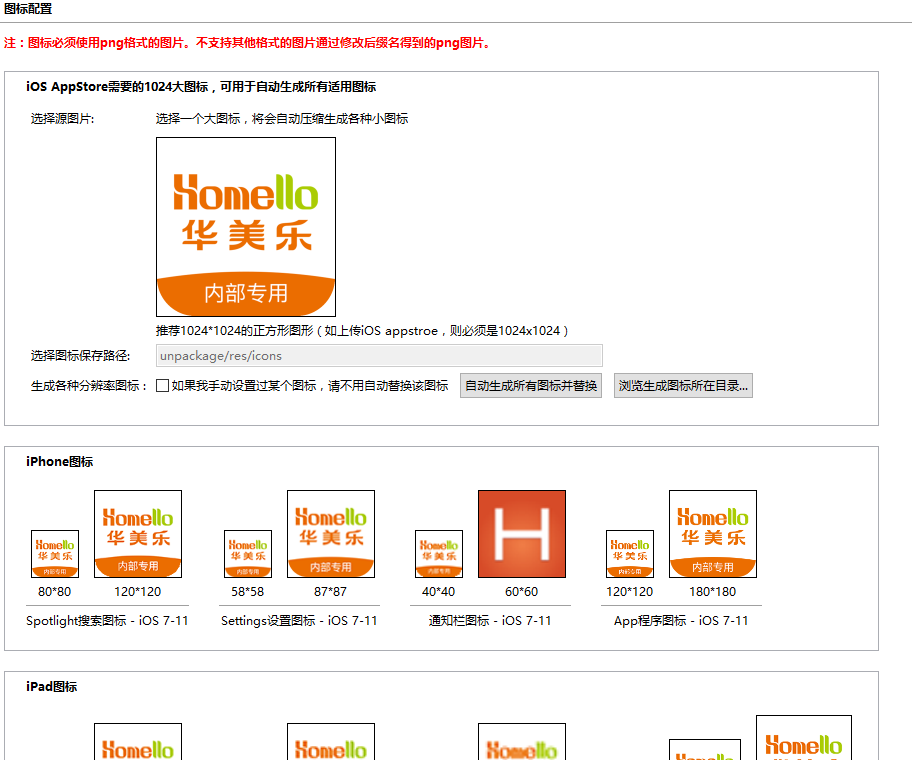 图标配置
注：图标必须使用png格式的图片。不支持其他格式的图片通过修改后缀名得到的png图片。
iOS AppStore需要的1024大图标，可用于自动生成所有适用图标
选择源图片: 选择一个大图标，将会自动压缩生成各种小图标
Homello
华美乐
内部专用
推荐1024*1024的正方形图形（如上传iOS appstroe，则必须是1024x1024）
选择图标保存路径: unpackage/res/icons
生成各种分辨率图标： 如果我手动设置过某个图标，请不用自动替换该图标 自动生成所有图标并替换 浏览生成图标所在目录...
iPhone图标
Homello 华美乐 内部专用 Homello 华美乐 内部专用 Homello 华美乐 内部专用 Homello 华美乐 内部专用 Homello 华美乐 内部专用 H Homello 华美乐 内部专用 Homello 华美乐 内部专用
80*80 120*120 58*58 87*87 40*40 60*60 120*120 180*180
Spotlight搜索图标 - iOS 7-11 Settings设置图标 - iOS 7-11 通知栏图标 - iOS 7-11 App程序图标 - iOS 7-11
iPad图标
Homello Homello Homello Homello Homello